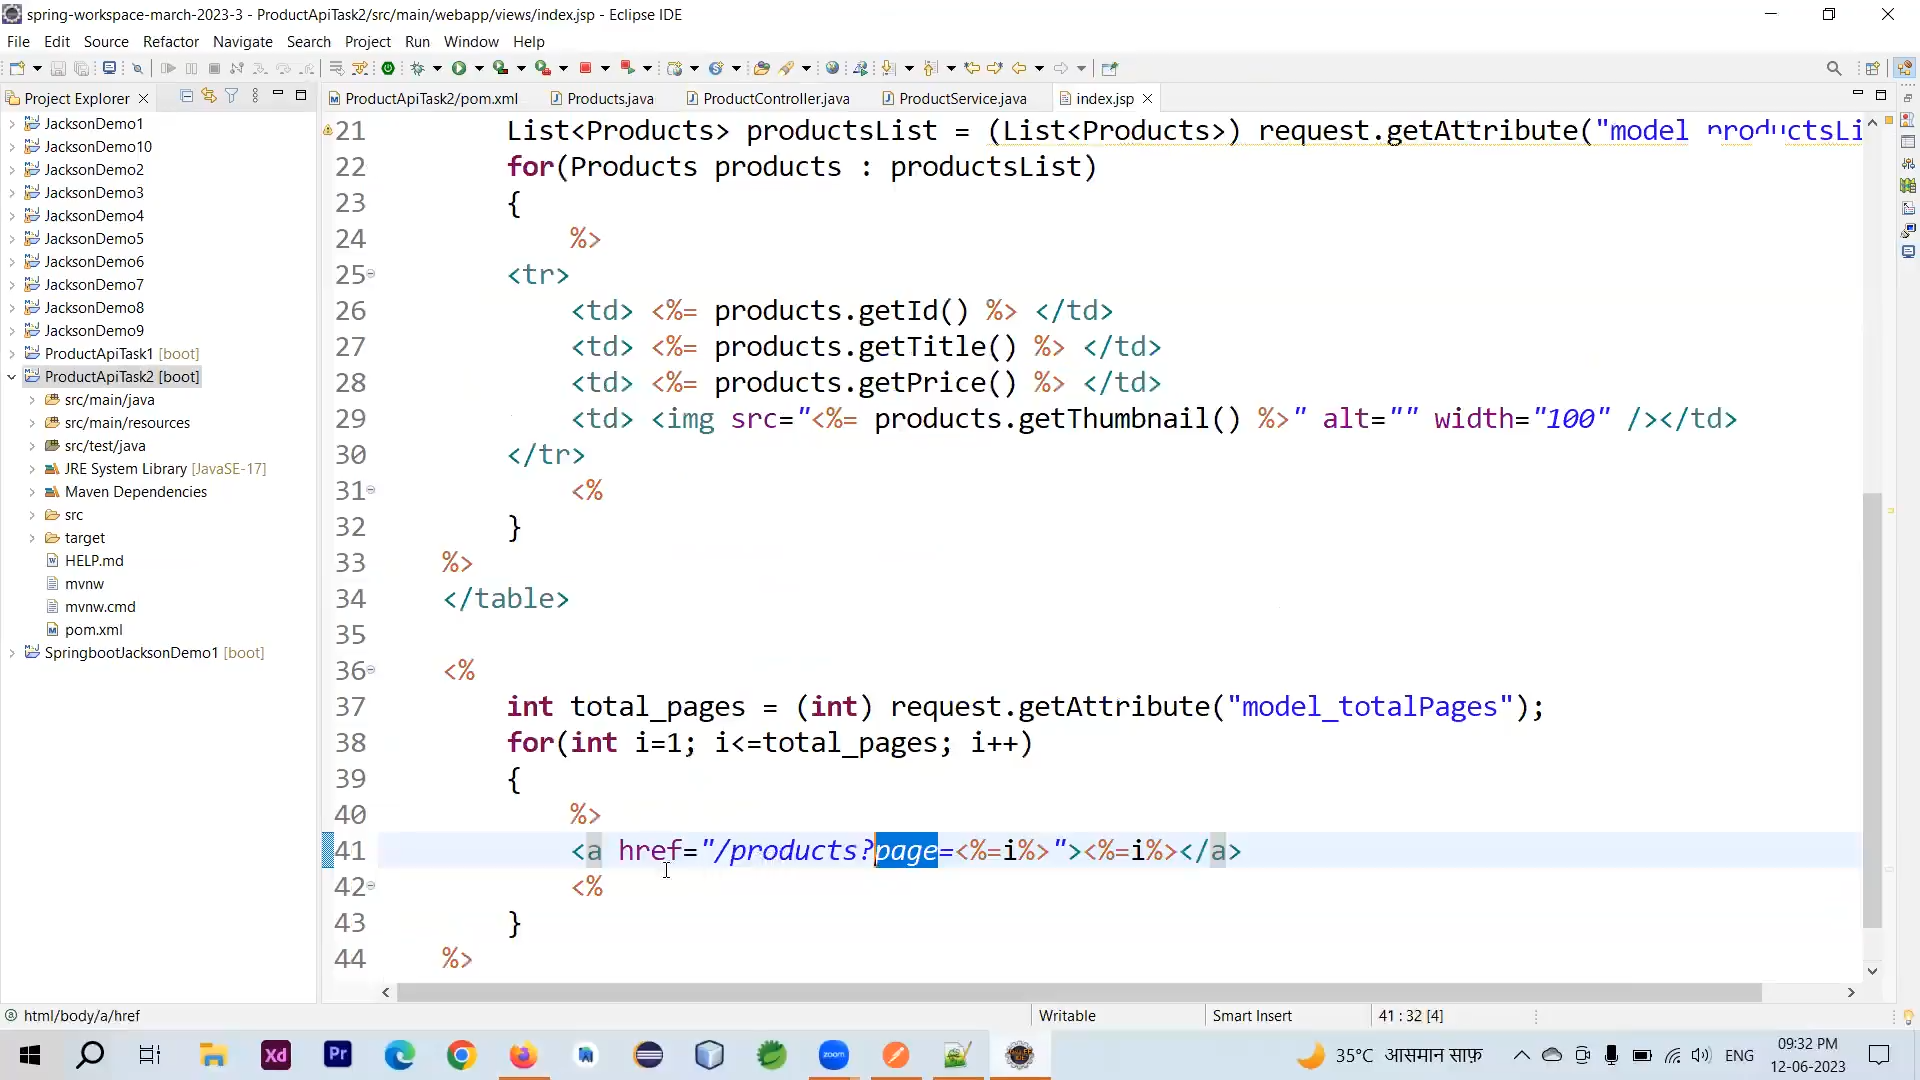 spring-workspace-march-2023-3 - ProductApiTask2/src/main/webapp/views/index.jsp - Eclipse IDE
File Edit Source Refactor Navigate Search Project Run Window Help
Project Explorer
ProductApiTask2/pom.xml Products.java ProductController.java ProductService.java index.jsp
JacksonDemo1
JacksonDemo10
JacksonDemo2
JacksonDemo3
JacksonDemo4
JacksonDemo5
JacksonDemo6
JacksonDemo7
JacksonDemo8
JacksonDemo9
ProductApiTask1 [boot]
ProductApiTask2 [boot]
src/main/java
src/main/resources
src/test/java
JRE System Library [JavaSE-17]
Maven Dependencies
src
target
HELP.md
mvnw
mvnw.cmd
pom.xml
SpringbootJacksonDemo1 [boot]
21 List<Products> productsList = (List<Products>) request.getAttribute("model productsLi
22 for(Products products : productsList)
23 {
24 %>
25 <tr>
26 <td> <%= products.getId() %> </td>
27 <td> <%= products.getTitle() %> </td>
28 <td> <%= products.getPrice() %> </td>
29 <td> <img src="<%= products.getThumbnail() %>" alt="" width="100" /></td>
30 </tr>
31 <%
32 }
33 %>
34 </table>
35
36 <%
37 int total_pages = (int) request.getAttribute("model_totalPages");
38 for(int i=1; i<=total_pages; i++)
39 {
40 %>
41 <a href="/products?page=<%=i%>"><%=i%></a>
42 <%
43 }
44 %>
html/body/a/href Writable Smart Insert 41 : 32 [4]
Xd Pr zoom
35°C आसमान साफ़ ENG
09:32 PM
12-06-2023